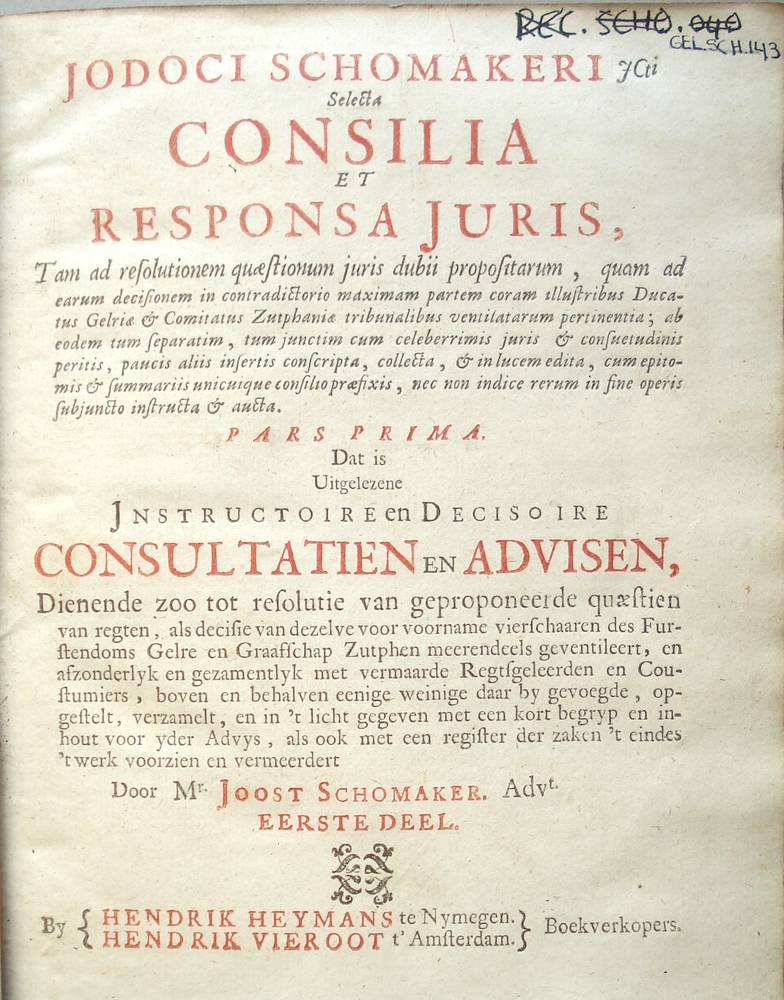 REC. SCHO. 040
GEL.SCH.143
JODOCI SCHOMAKERI JCti
Selecta
CONSILIA
ET
RESPONSA JURIS,
Tam ad reſolutionem quæſtionum juris dubii propoſitarum, quam ad
earum deciſionem in contradictorio maximam partem coram illuſtribus Duca-
tus Gelriæ & Comitatus Zutphaniæ tribunalibus ventilatarum pertinentia; ab
eodem tum ſeparatim, tum junctim cum celeberrimis juris & conſuetudinis
peritis, paucis aliis inſertis conſcripta, collecta, & in lucem edita, cum epito-
mis & ſummariis unicuique conſilio præfixis, nec non indice rerum in fine operis
ſubjuncto inſtructa & aucta.
PARS PRIMA.
Dat is
Uitgelezene
JNSTRUCTOIRE en DECISOIRE
CONSULTATIEN EN ADVISEN,
Dienende zoo tot reſolutie van geproponeerde quæſtien
van regten, als deciſie van dezelve voor voorname vierſchaaren des Fur-
ſtendoms Gelre en Graafſchap Zutphen meerendeels geventileert, en
afzonderlyk en gezamentlyk met vermaarde Regtſgeleerden en Cou-
ſtumiers, boven en behalven eenige weinige daar by gevoegde, op-
geſtelt, verzamelt, en in 't licht gegeven met een kort begryp en in-
hout voor yder Advys, als ook met een regiſter der zaken 't eindes
't werk voorzien en vermeerdert
Door Mr. JOOST SCHOMAKER. Advt.
EERSTE DEEL.
By { HENDRIK HEYMANS te Nymegen. } Boekverkopers.
HENDRIK VIEROOT t' Amſterdam.